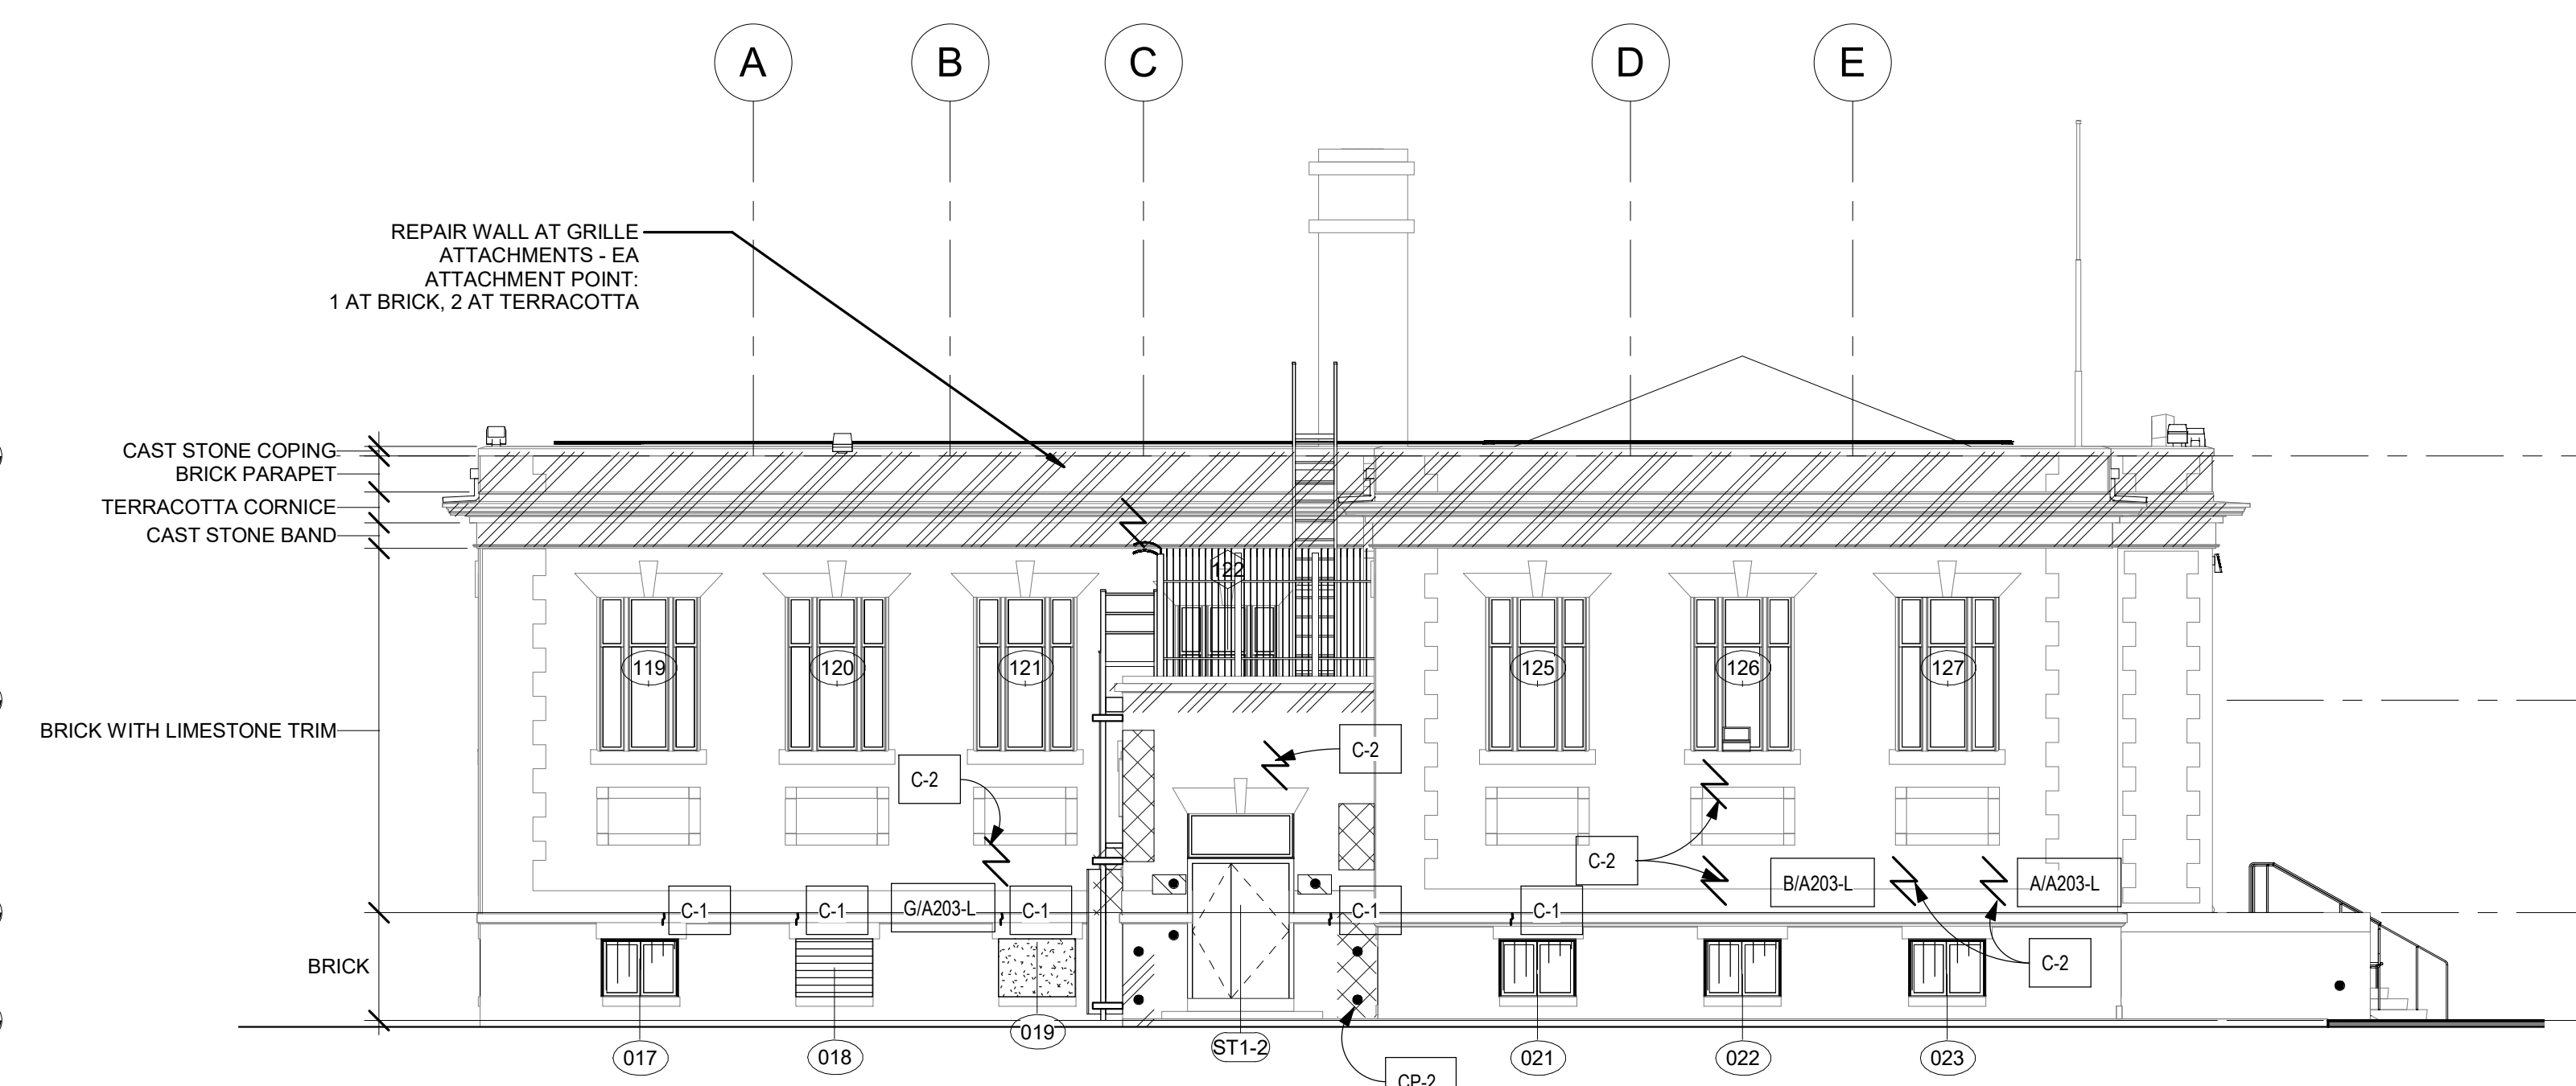 A
B
C
D
E
REPAIR WALL AT GRILLE
ATTACHMENTS - EA
ATTACHMENT POINT:
1 AT BRICK, 2 AT TERRACOTTA
CAST STONE COPING
BRICK PARAPET
TERRACOTTA CORNICE
CAST STONE BAND
122
119
120
121
125
126
127
BRICK WITH LIMESTONE TRIM
C-2
C-2
C-2
B/A203-L
A/A203-L
C-1
C-1
G/A203-L
C-1
C-1
C-1
BRICK
C-2
019
017
018
ST1-2
021
022
023
CP-2